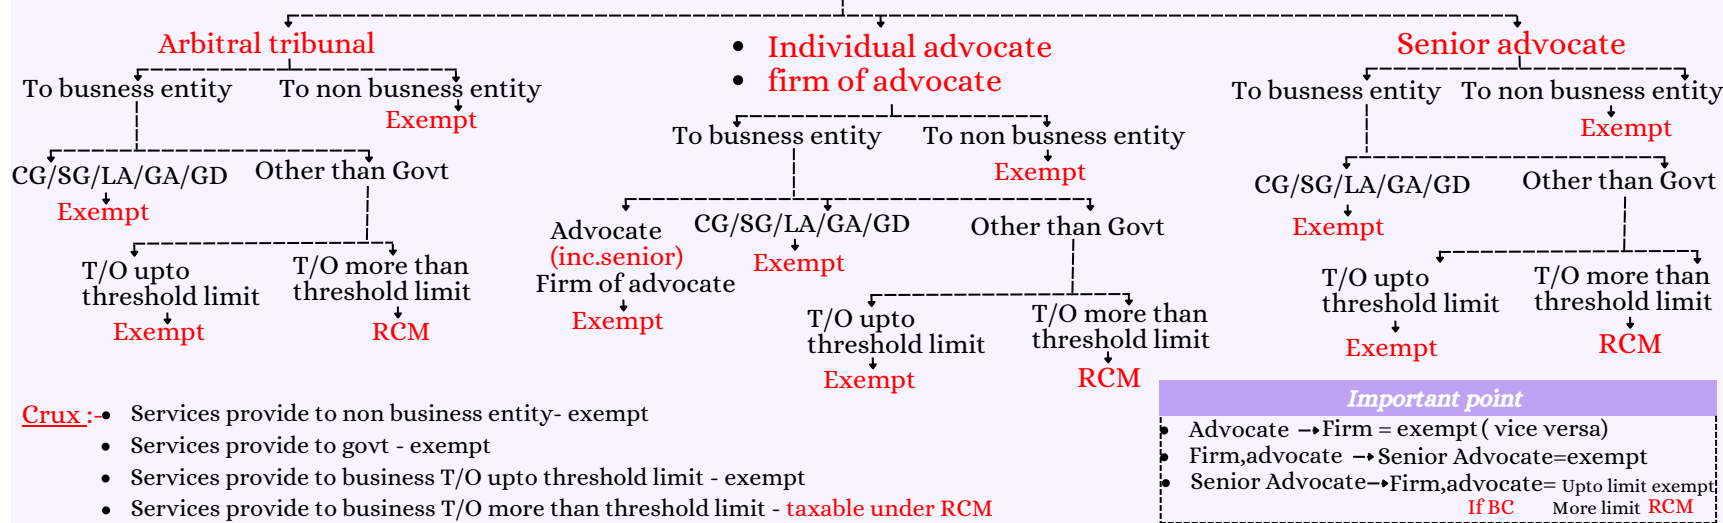 Arbitral tribunal
To busness entity
To non busness entity
Exempt
CG/SG/LA/GA/GD
Exempt
Other than Govt
T/O upto
threshold limit
Exempt
T/O more than
threshold limit
RCM
• Individual advocate
• firm of advocate
To busness entity
To non busness entity
Exempt
Advocate
(inc.senior)
Firm of advocate
Exempt
CG/SG/LA/GA/GD
Exempt
Other than Govt
T/O upto
threshold limit
Exempt
T/O more than
threshold limit
RCM
Senior advocate
To busness entity
To non busness entity
Exempt
CG/SG/LA/GA/GD
Exempt
Other than Govt
T/O upto
threshold limit
Exempt
T/O more than
threshold limit
RCM
Crux :- • Services provide to non business entity- exempt
• Services provide to govt - exempt
• Services provide to business T/O upto threshold limit - exempt
• Services provide to business T/O more than threshold limit - taxable under RCM
Important point
• Advocate → Firm = exempt ( vice versa)
• Firm,advocate → Senior Advocate=exempt
• Senior Advocate → Firm,advocate= Upto limit exempt
If BC More limit RCM